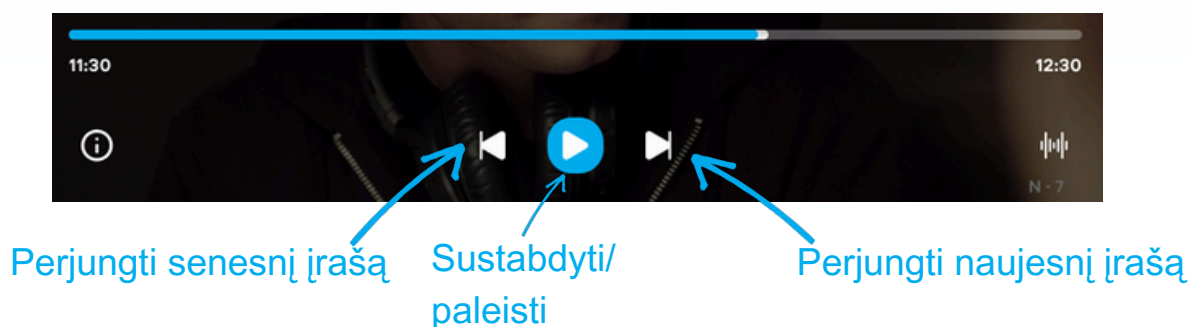 11:30
12:30
N - 7
Perjungti senesnį įrašą
Sustabdyti/
paleisti
Perjungti naujesnį įrašą